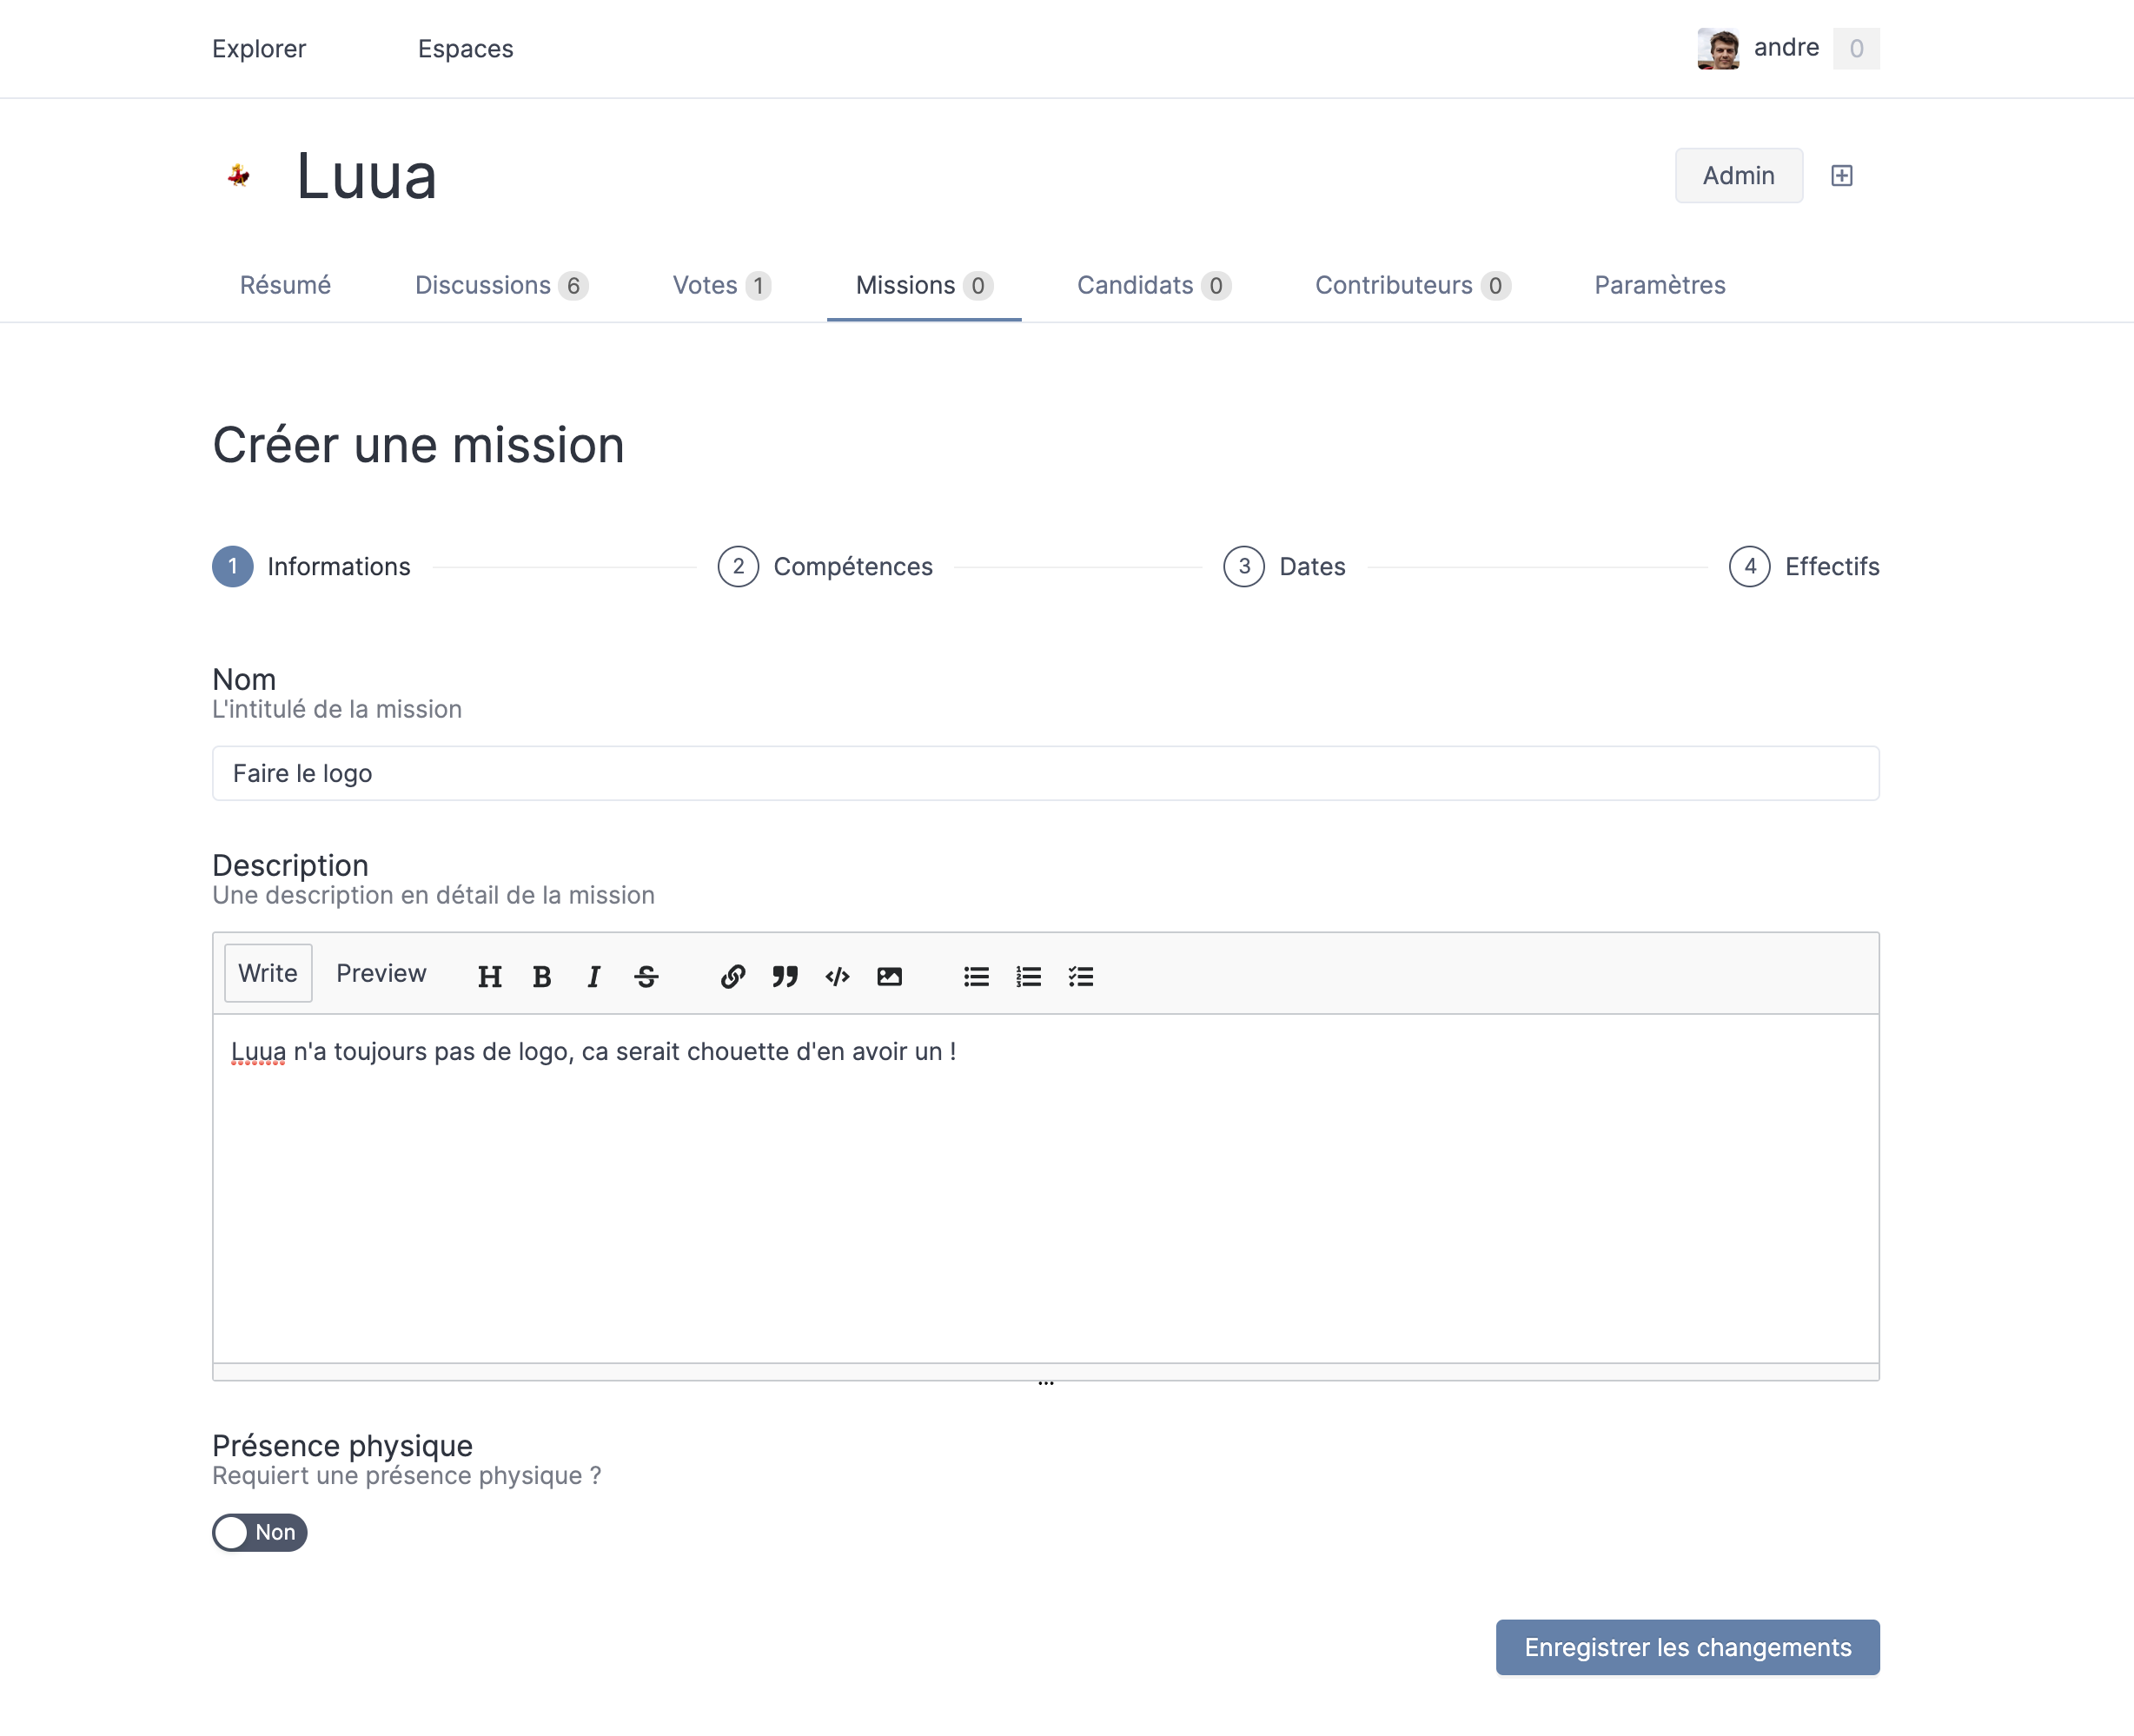 Explorer Espaces andre 0
Luua Admin
Résumé Discussions 6 Votes 1 Missions 0 Candidats 0 Contributeurs 0 Paramètres
Créer une mission
1 Informations 2 Compétences 3 Dates 4 Effectifs
Nom
L'intitulé de la mission
Faire le logo
Description
Une description en détail de la mission
Write Preview
Luua n'a toujours pas de logo, ca serait chouette d'en avoir un !
Présence physique
Requiert une présence physique ?
Non
Enregistrer les changements